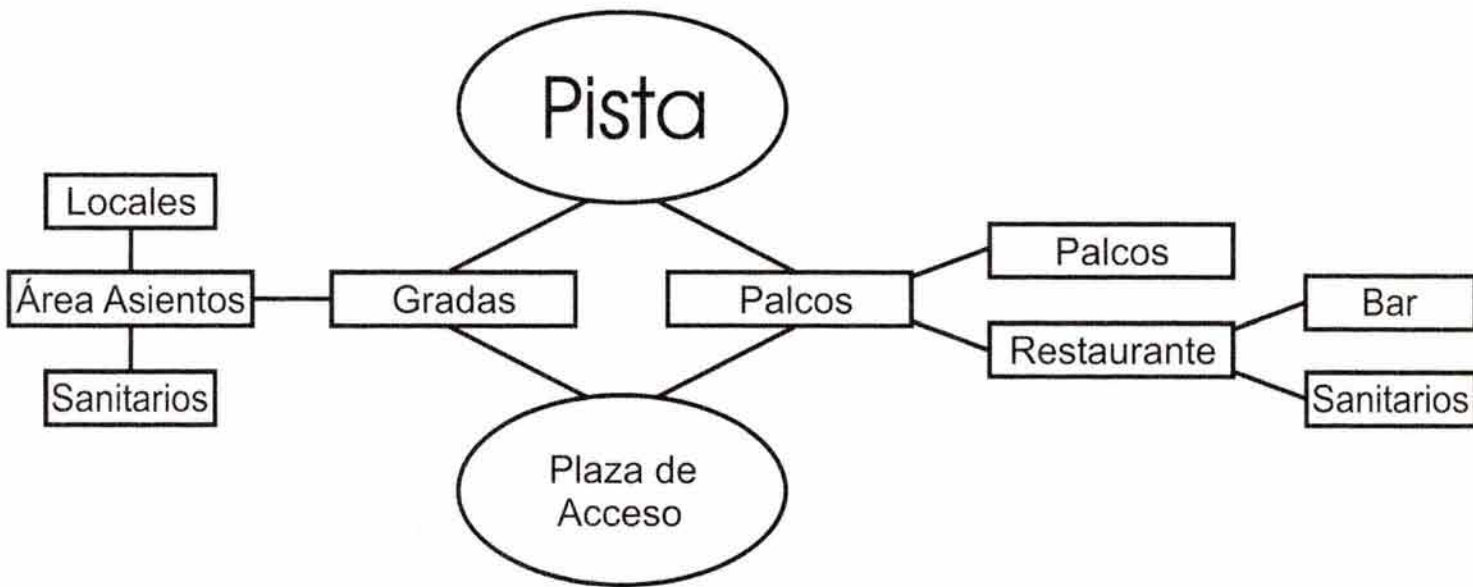 Pista
Locales
Área Asientos
Sanitarios
Gradas
Palcos
Palcos
Restaurante
Bar
Sanitarios
Plaza de
Acceso